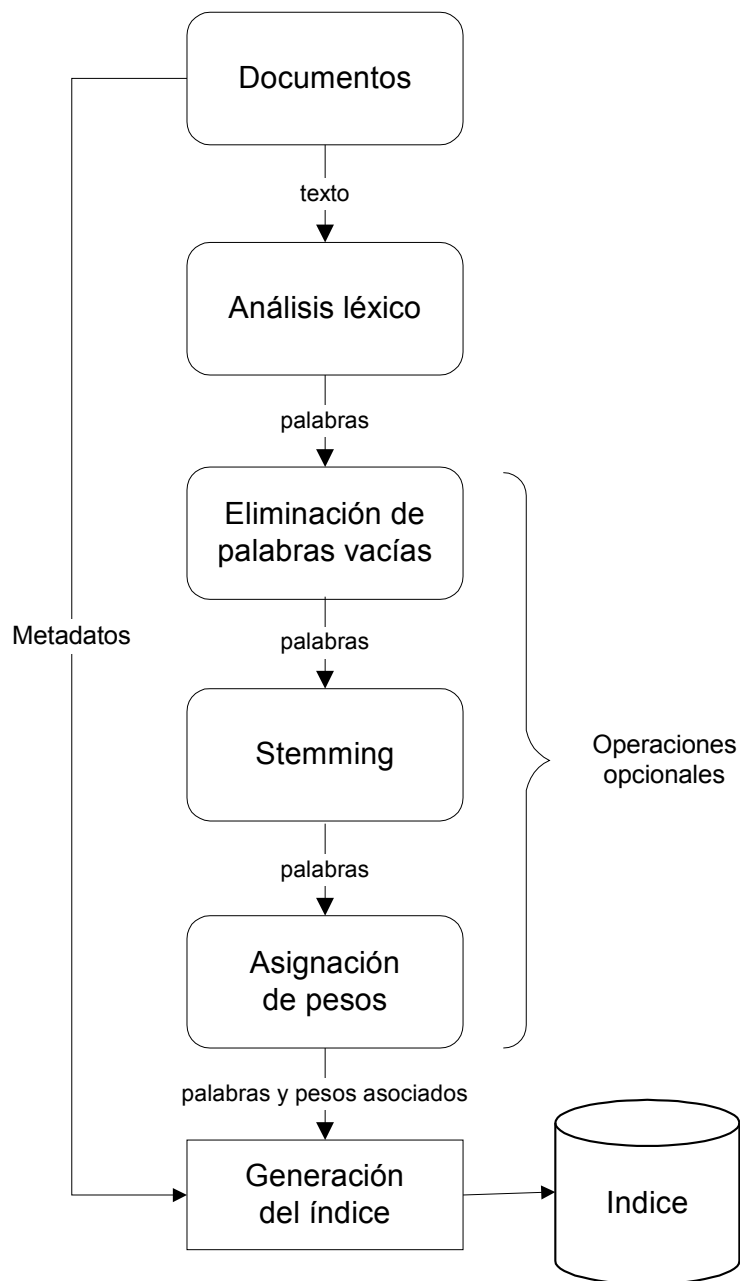 Documentos
texto
Análisis léxico
palabras
Eliminación de
palabras vacías
Metadatos
palabras
Stemming
Operaciones
opcionales
palabras
Asignación
de pesos
palabras y pesos asociados
Generación
del índice
Indice